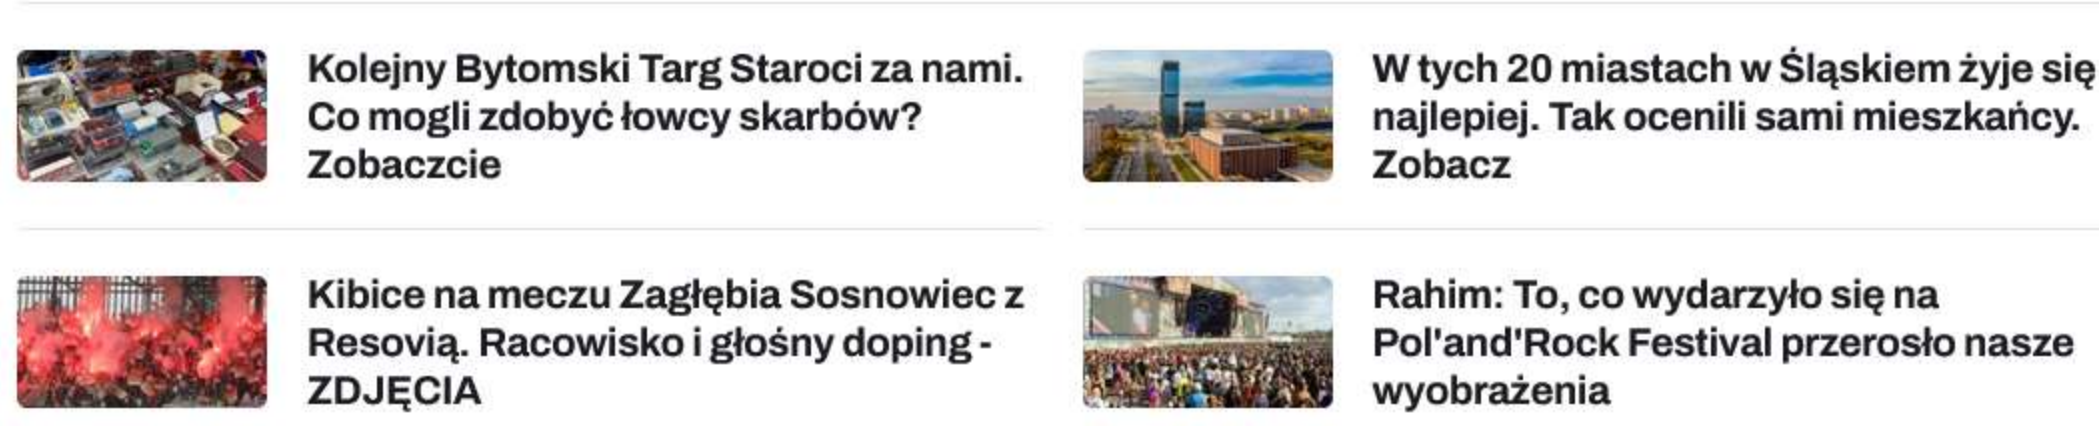 Kolejny Bytomski Targ Staroci za nami.
Co mogli zdobyć łowcy skarbów?
Zobaczcie
W tych 20 miastach w Śląskiem żyje się
najlepiej. Tak ocenili sami mieszkańcy.
Zobacz
Kibice na meczu Zagłębia Sosnowiec z
Resovią. Racowisko i głośny doping -
ZDJĘCIA
Rahim: To, co wydarzyło się na
Pol'and'Rock Festival przerosło nasze
wyobrażenia